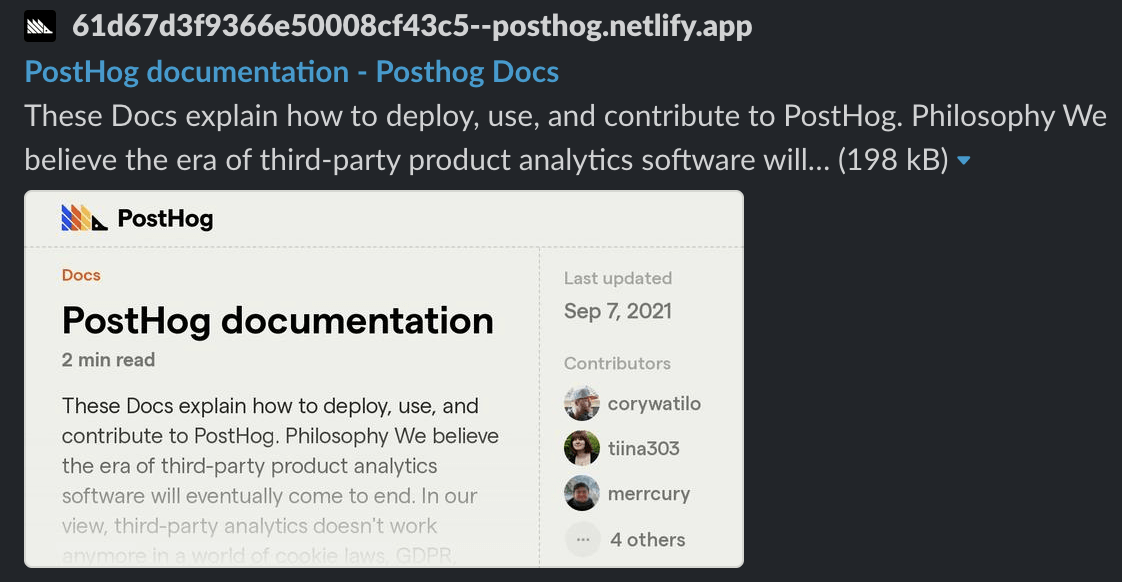 61d67d3f9366e50008cf43c5--posthog.netlify.app
PostHog documentation - Posthog Docs
These Docs explain how to deploy, use, and contribute to PostHog. Philosophy We
believe the era of third-party product analytics software will... (198 kB)
PostHog
Docs
PostHog documentation
2 min read
These Docs explain how to deploy, use, and
contribute to PostHog. Philosophy We believe
the era of third-party product analytics
software will eventually come to end. In our
view, third-party analytics doesn't work
anymore in a world of cookie laws, GDPR,
Last updated
Sep 7, 2021
Contributors
corywatilo
tiina303
merrcury
4 others